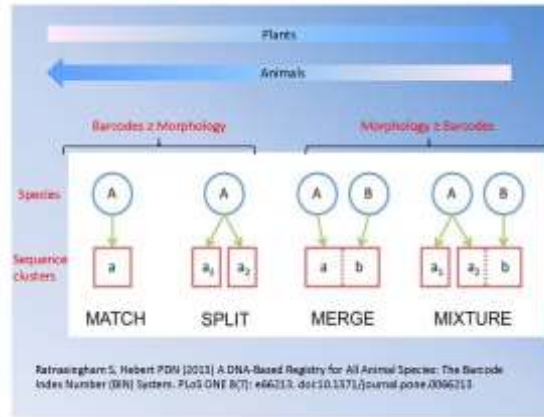 Plants
Animals
Barcodes ≥ Morphology
Morphology ≥ Barcodes
Species
A A A B A B
Sequence clusters
a a₁ a₂ a b a₁ a₂ b
MATCH SPLIT MERGE MIXTURE
Ratnasingham S, Hebert PDN (2013) A DNA-Based Registry for All Animal Species: The Barcode
Index Number (BIN) System. PLoS ONE 8(7): e66213. doi:10.1371/journal.pone.0066213